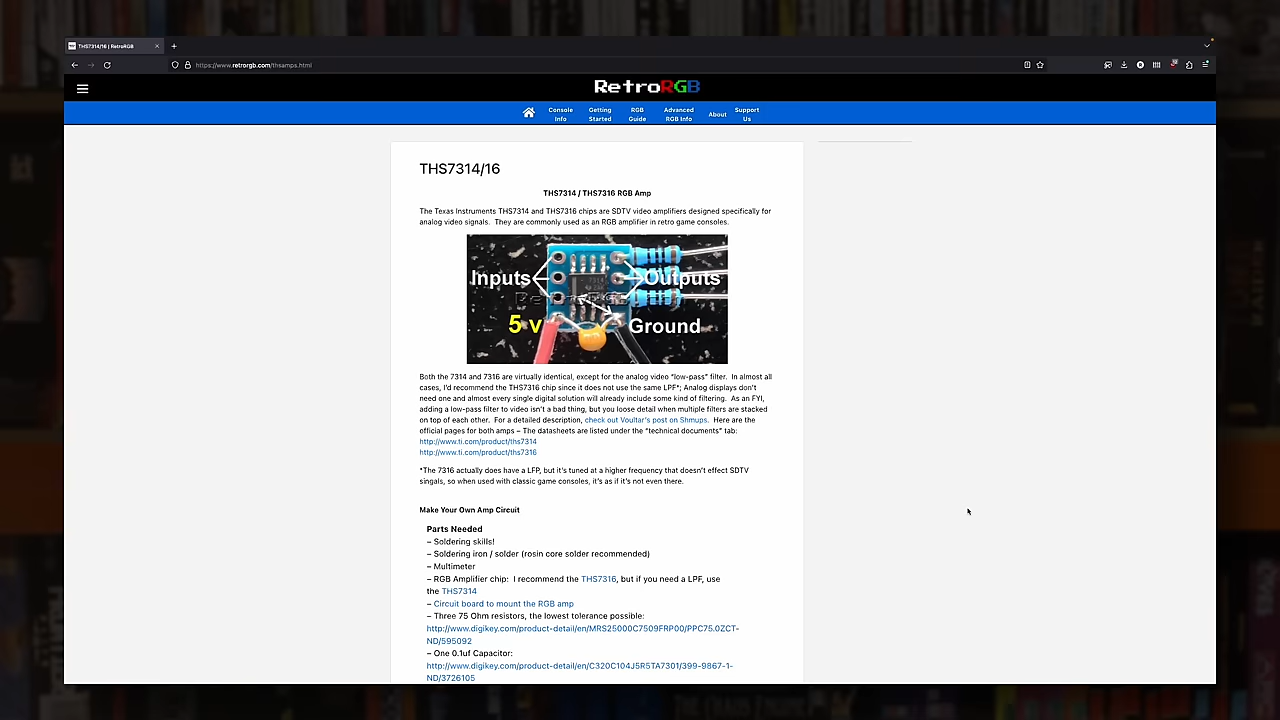 THS7314/16 | RetroRGB
https://www.retrorgb.com/thsamps.html
RetroRGB
Console Info
Getting Started
RGB Guide
Advanced RGB Info
About
Support Us
THS7314/16
THS7314 / THS7316 RGB Amp
The Texas Instruments THS7314 and THS7316 chips are SDTV video amplifiers designed specifically for
analog video signals.  They are commonly used as an RGB amplifier in retro game consoles.
Inputs
Outputs
RetroRGB
5 v
Ground
Both the 7314 and 7316 are virtually identical, except for the analog video "low-pass" filter.  In almost all
cases, I'd recommend the THS7316 chip since it does not use the same LPF*; Analog displays don't
need one and almost every single digital solution will already include some kind of filtering.  As an FYI,
adding a low-pass filter to video isn't a bad thing, but you loose detail when multiple filters are stacked
on top of each other.  For a detailed description, check out Voultar's post on Shmups.  Here are the
official pages for both amps – The datasheets are listed under the "technical documents" tab:
http://www.ti.com/product/ths7314
http://www.ti.com/product/ths7316
*The 7316 actually does have a LFP, but it's tuned at a higher frequency that doesn't effect SDTV
singals, so when used with classic game consoles, it's as if it's not even there.
Make Your Own Amp Circuit
Parts Needed
– Soldering skills!
– Soldering iron / solder (rosin core solder recommended)
– Multimeter
– RGB Amplifier chip:  I recommend the THS7316, but if you need a LPF, use
the THS7314
– Circuit board to mount the RGB amp
– Three 75 Ohm resistors, the lowest tolerance possible:
http://www.digikey.com/product-detail/en/MRS25000C7509FRP00/PPC75.0ZCT-
ND/595092
– One 0.1uf Capacitor:
http://www.digikey.com/product-detail/en/C320C104J5R5TA7301/399-9867-1-
ND/3726105